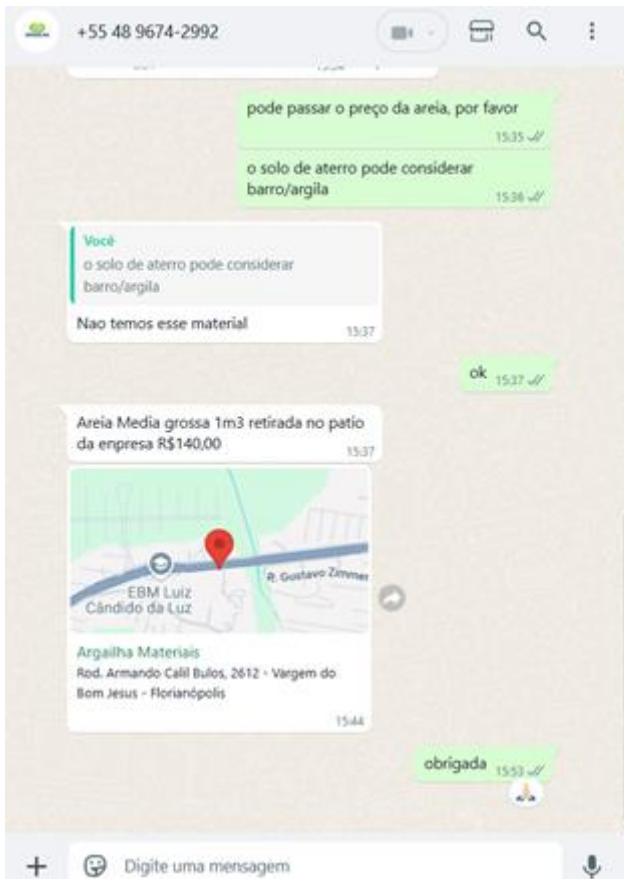 +55 48 9674-2992
pode passar o preço da areia, por favor
15:35
o solo de aterro pode considerar
barro/argila
15:36
Você
o solo de aterro pode considerar
barro/argila
Nao temos esse material
15:37
ok
15:37
Areia Media grossa 1m3 retirada no patio
da enpresa R$140,00
15:37
EBM Luiz
Cândido da Luz
R. Gustavo Zimmer
Argailha Materiais
Rod. Armando Calil Bulos, 2612 - Vargem do
Bom Jesus - Florianópolis
15:44
obrigada
15:53
Digite uma mensagem